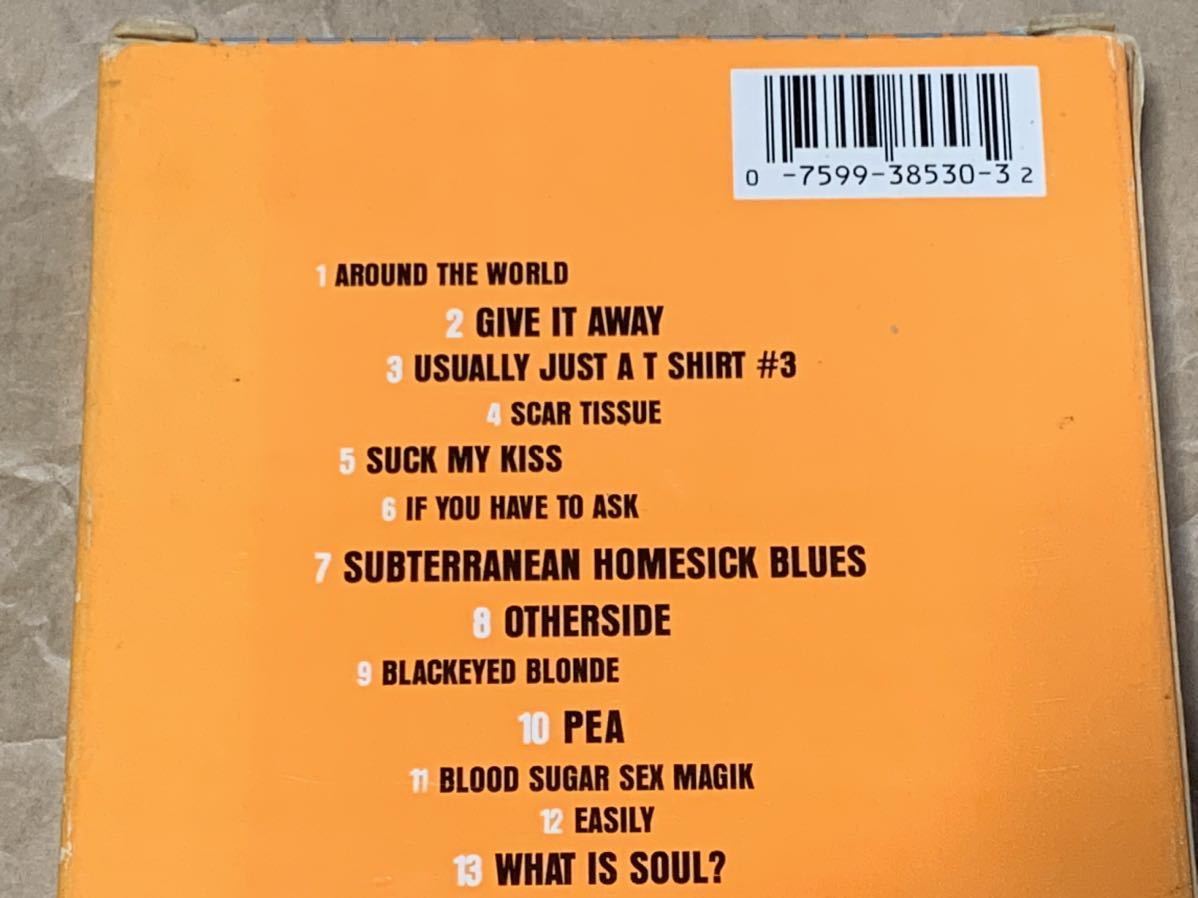 0 -7599-38530-3 2
1 AROUND THE WORLD
2 GIVE IT AWAY
3 USUALLY JUST A T SHIRT #3
4 SCAR TISSUE
5 SUCK MY KISS
6 IF YOU HAVE TO ASK
7 SUBTERRANEAN HOMESICK BLUES
8 OTHERSIDE
9 BLACKEYED BLONDE
10 PEA
11 BLOOD SUGAR SEX MAGIK
12 EASILY
13 WHAT IS SOUL?